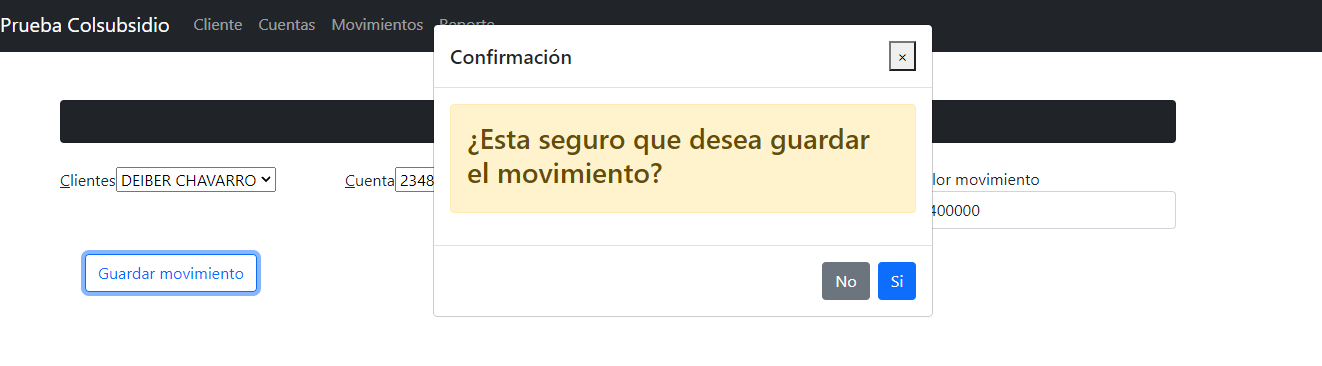 Prueba Colsubsidio Cliente Cuentas Movimientos Reporte
Confirmación ×
¿Esta seguro que desea guardar
el movimiento?
Clientes DEIBER CHAVARRO Cuenta 2348 lor movimiento
400000
Guardar movimiento
No Si